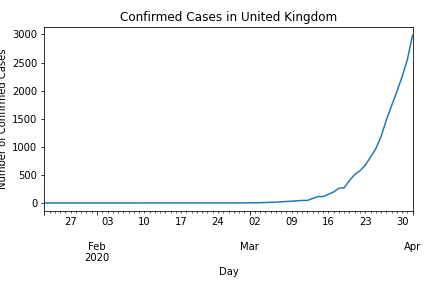 Confirmed Cases in United Kingdom
Number of Confirmed Cases
3000
2500
2000
1500
1000
500
0
27 03 10 17 24 02 09 16 23 30
Feb Mar Apr
2020
Day